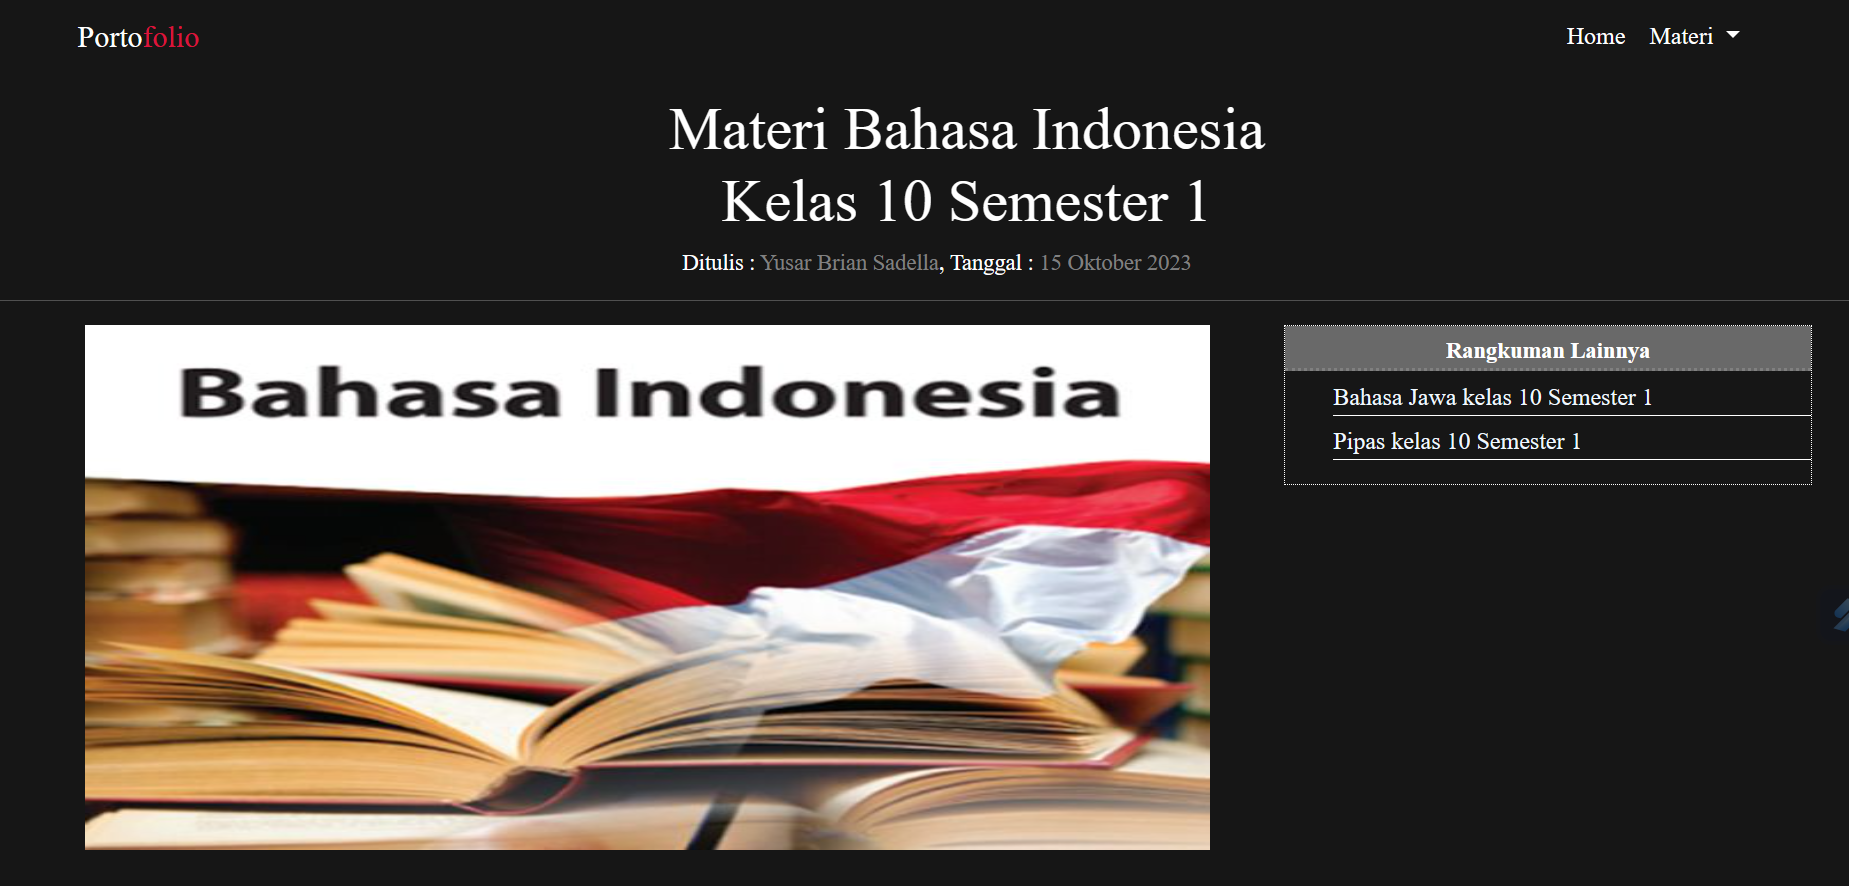 Portofolio
Home Materi
Materi Bahasa Indonesia
Kelas 10 Semester 1
Ditulis : Yusar Brian Sadella, Tanggal : 15 Oktober 2023
Bahasa Indonesia
Rangkuman Lainnya
Bahasa Jawa kelas 10 Semester 1
Pipas kelas 10 Semester 1